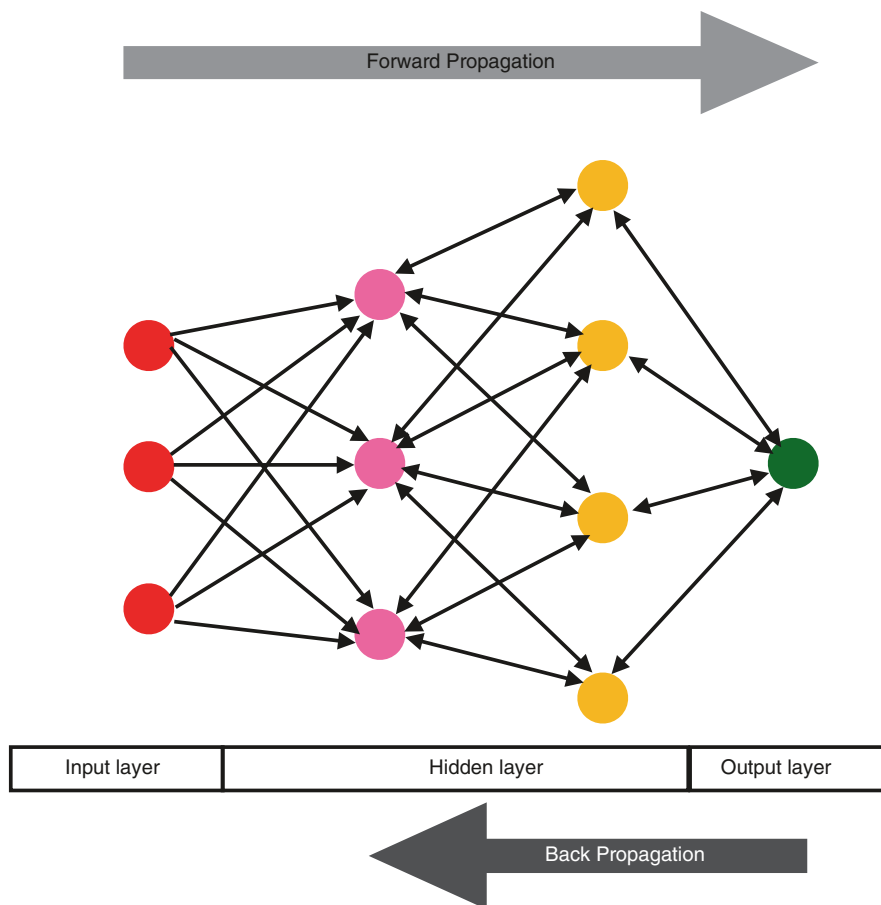 Forward Propagation
Input layer
Hidden layer
Output layer
Back Propagation